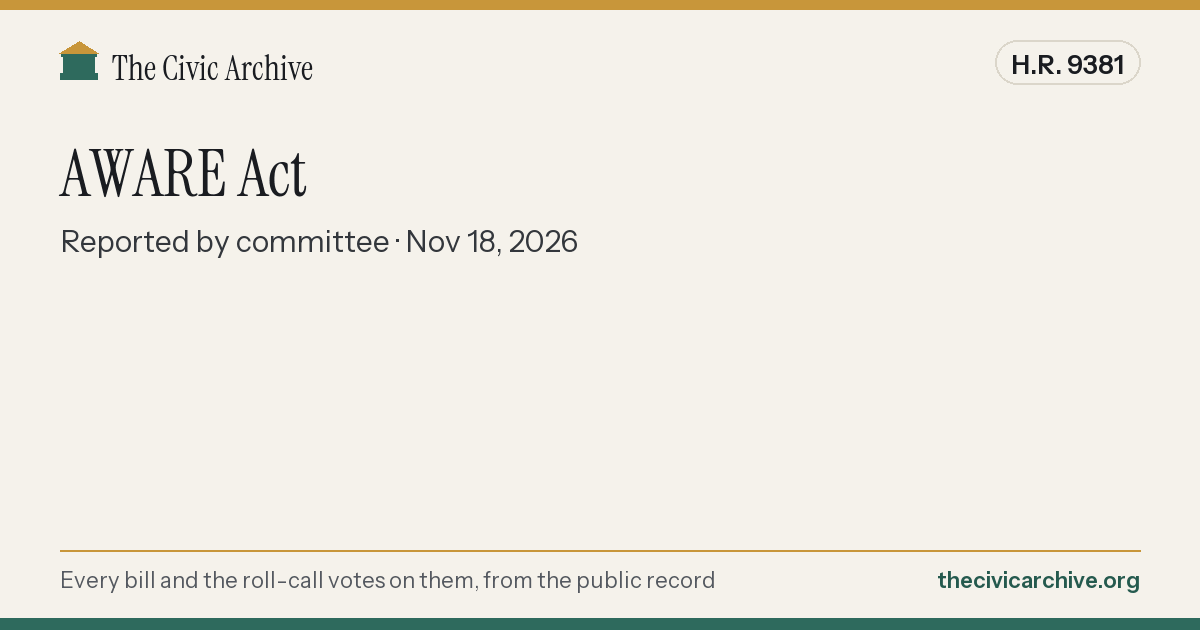 The Civic Archive
H.R. 9381
AWARE Act
Reported by committee · Nov 18, 2026
Every bill and the roll-call votes on them, from the public record
thecivicarchive.org